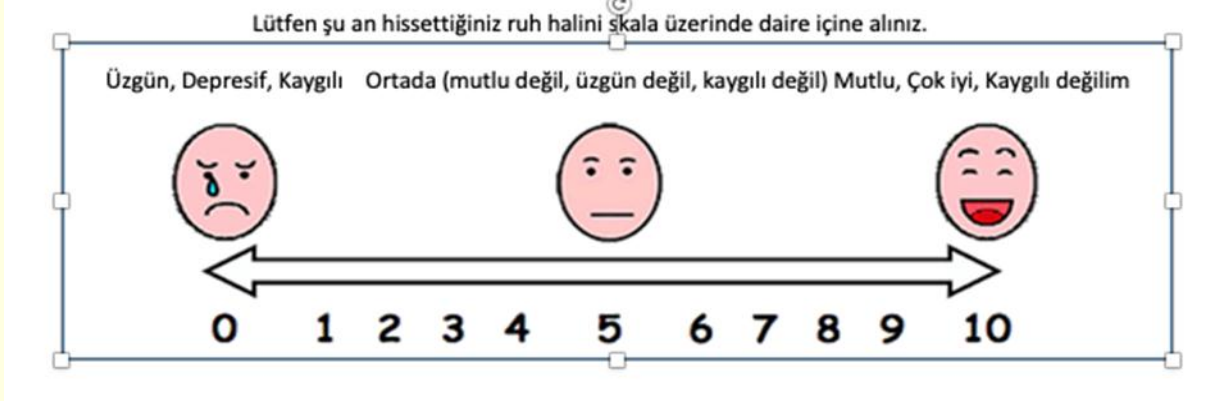 Lütfen şu an hissettiğiniz ruh halini skala üzerinde daire içine alınız.
Üzgün, Depresif, Kaygılı Ortada (mutlu değil, üzgün değil, kaygılı değil) Mutlu, Çok iyi, Kaygılı değilim
0 1 2 3 4 5 6 7 8 9 10